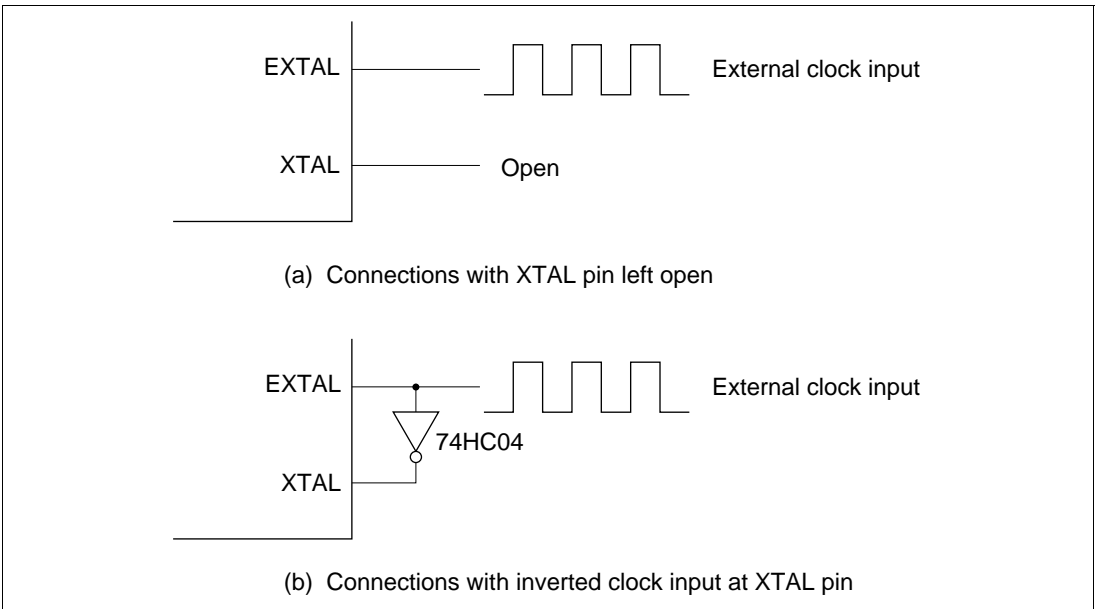 EXTAL
External clock input
XTAL
Open
(a) Connections with XTAL pin left open
EXTAL
External clock input
74HC04
XTAL
(b) Connections with inverted clock input at XTAL pin